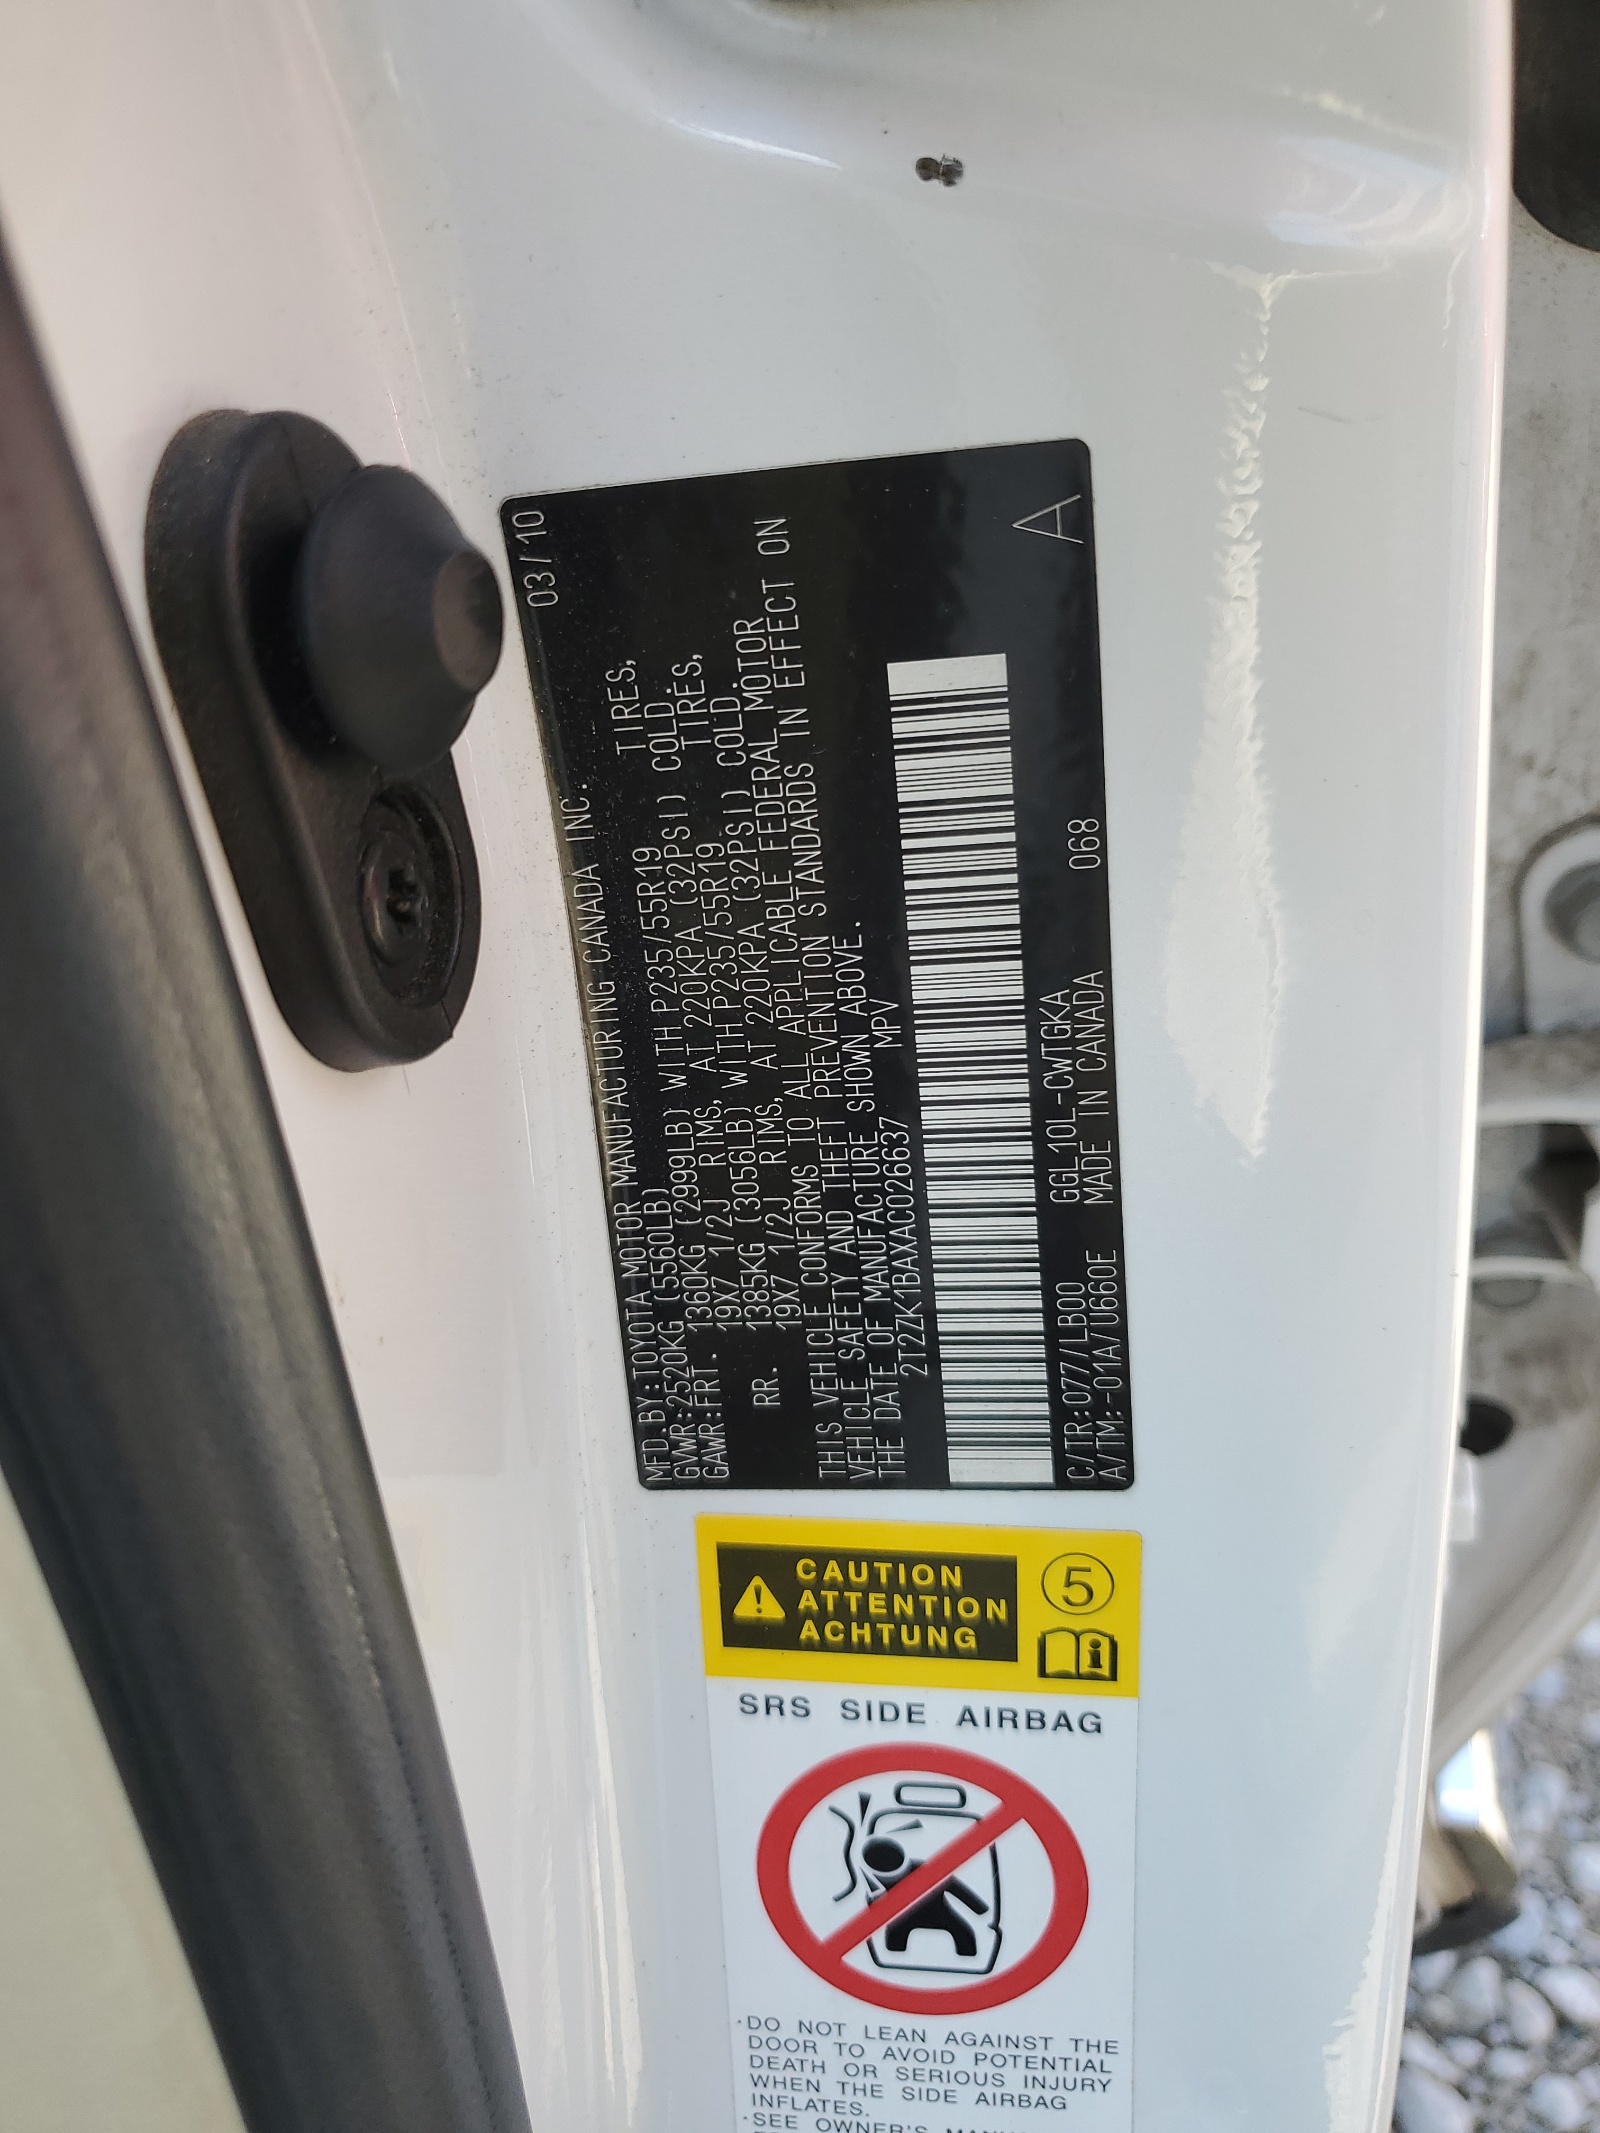 MFD.BY:TOYOTA MOTOR MANUFACTURING CANADA INC. 03/10
GVWR:2520KG (5560LB)
GAWR:FRT. 1360KG (2999LB) WITH P235/55R19 TIRES,
19X7 1/2J RIMS, AT 220KPA (32PSI) COLD.
RR. 1385KG (3056LB) WITH P235/55R19 TIRES,
19X7 1/2J RIMS, AT 220KPA (32PSI) COLD.
THIS VEHICLE CONFORMS TO ALL APPLICABLE FEDERAL MOTOR
VEHICLE SAFETY AND THEFT PREVENTION STANDARDS IN EFFECT ON
THE DATE OF MANUFACTURE SHOWN ABOVE.
2T2ZK1BAXAC026637 MPV
C/TR:077/LB00 GGL10L-CWTGKA
A/TM:-01A/U660E MADE IN CANADA 068
A
CAUTION
ATTENTION
ACHTUNG
5
i
SRS SIDE AIRBAG
·DO NOT LEAN AGAINST THE
DOOR TO AVOID POTENTIAL
DEATH OR SERIOUS INJURY
WHEN THE SIDE AIRBAG
INFLATES.
·SEE OWNER'S